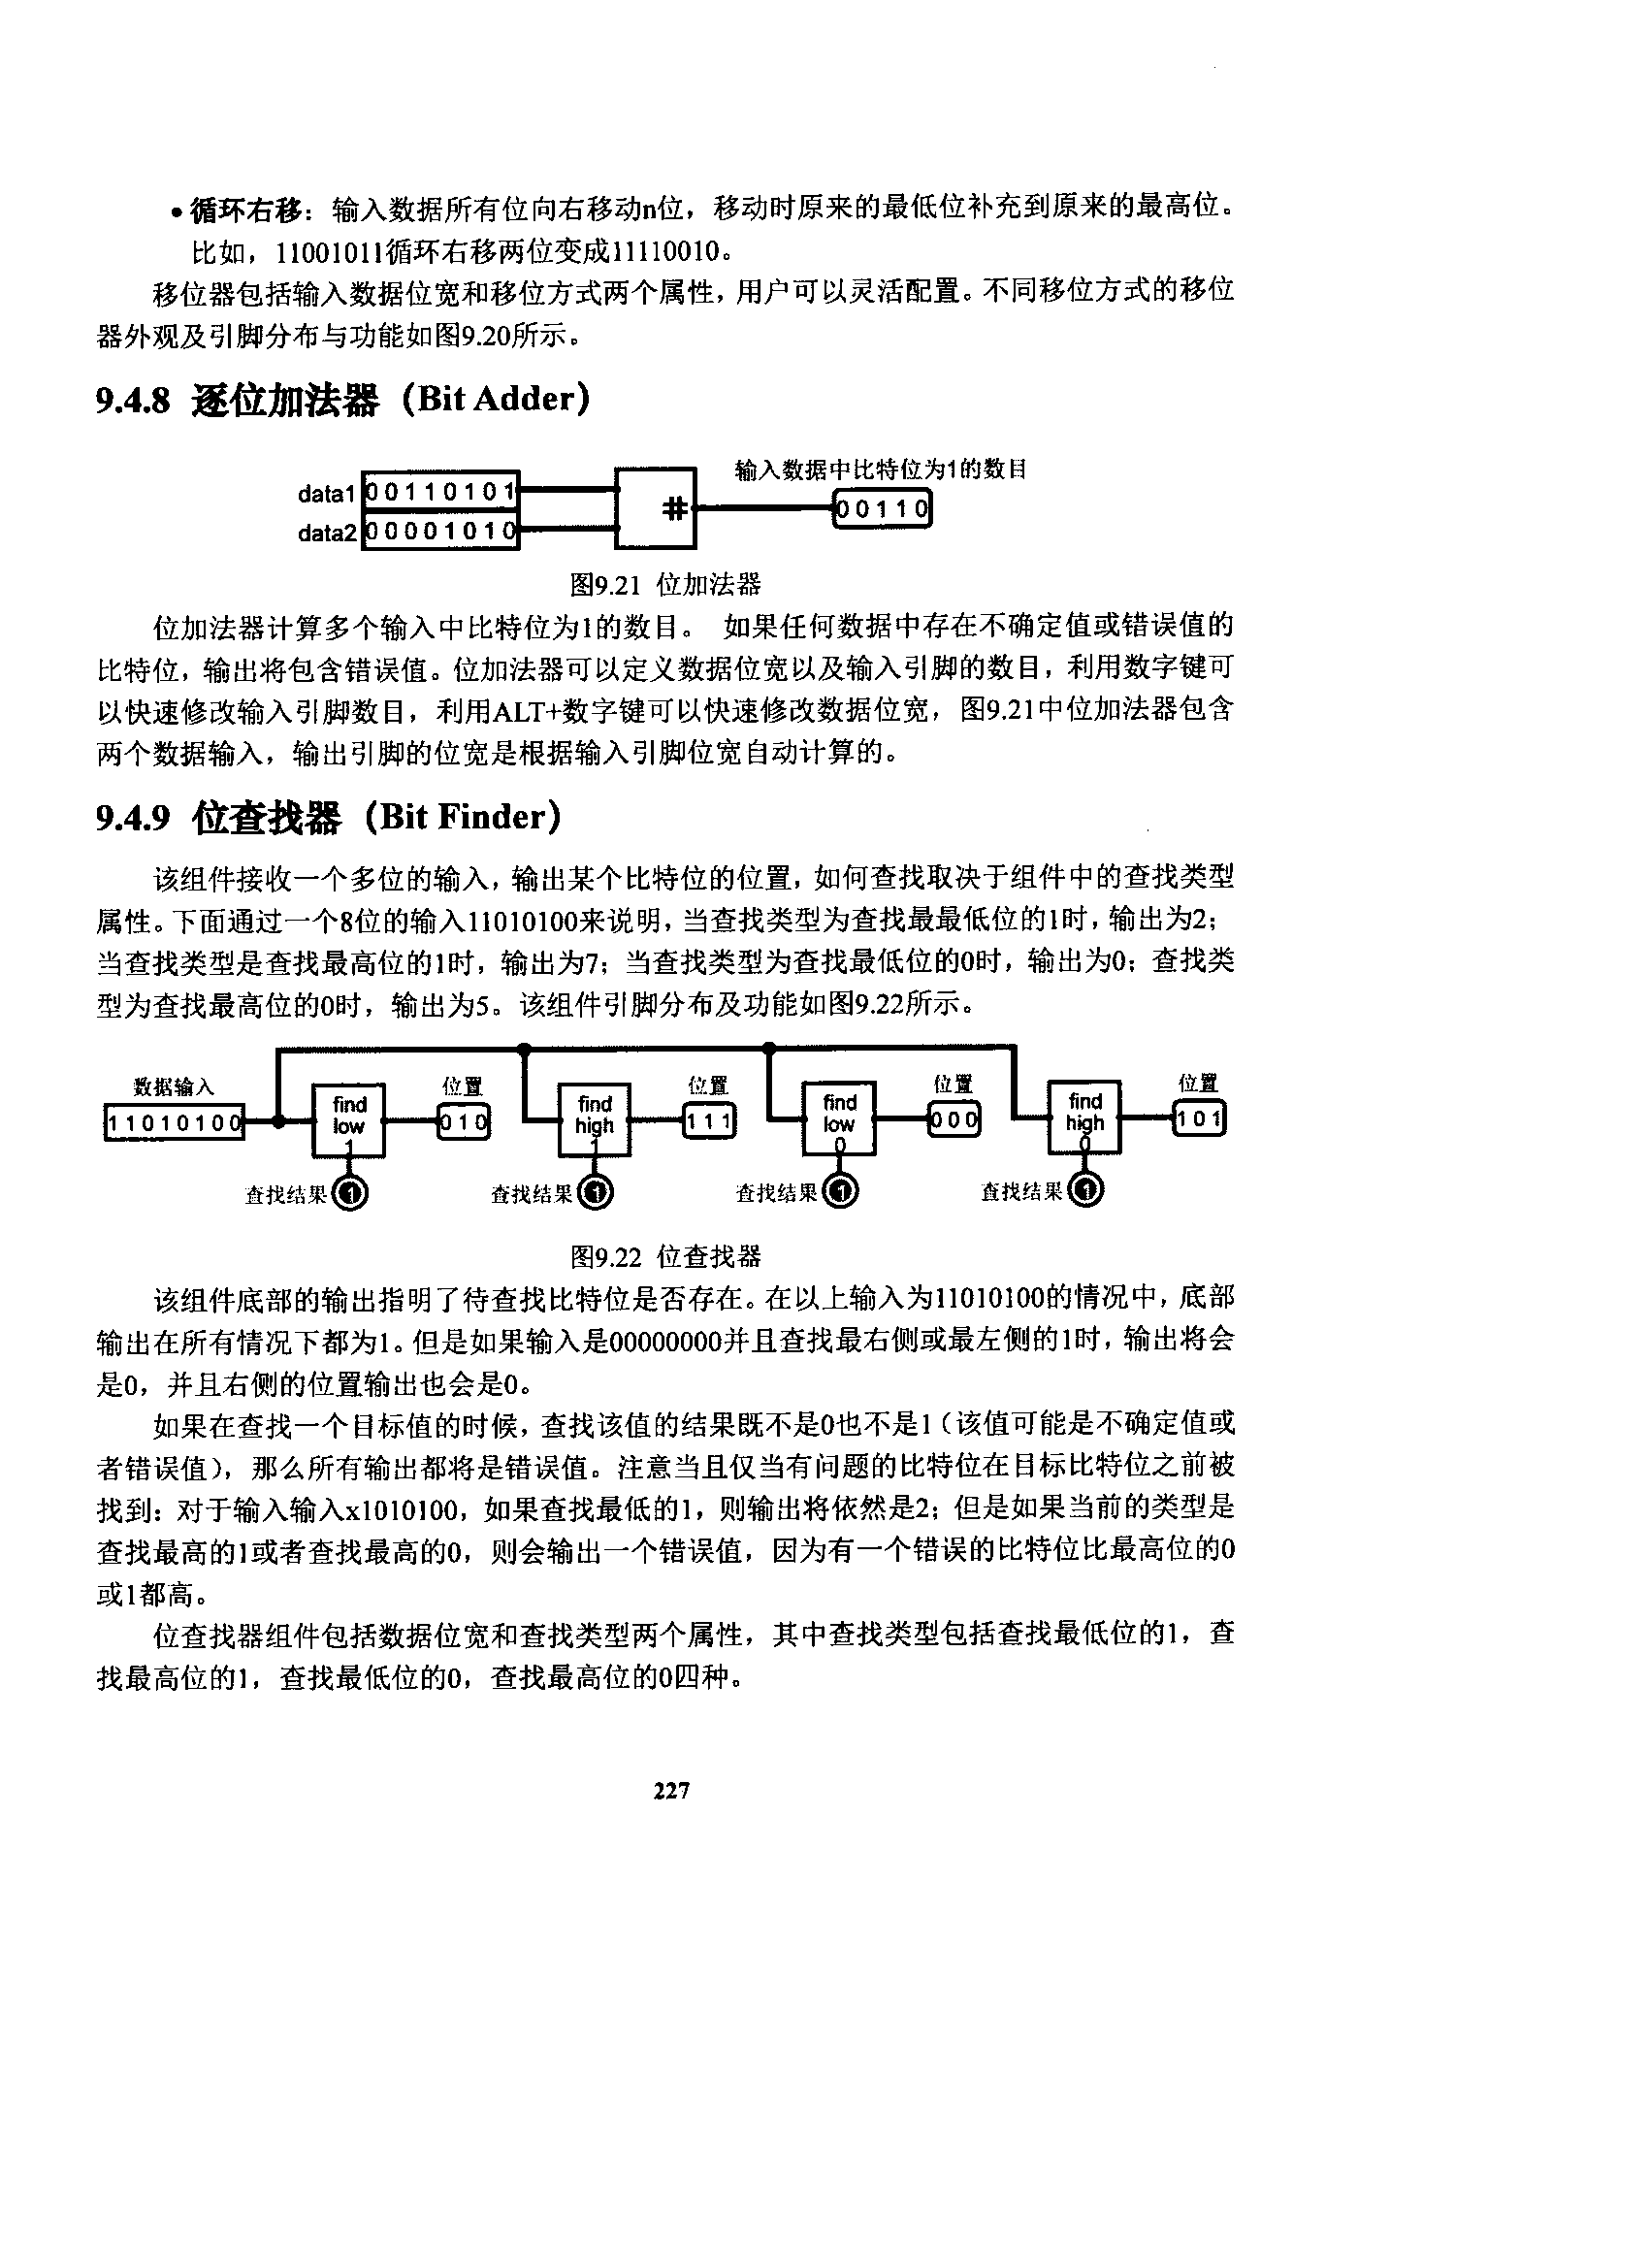 •循环右移：输入数据所有位向右移动n位，移动时原来的最低位补充到原来的最高位。
比如，11001011循环右移两位变成11110010。
移位器包括输入数据位宽和移位方式两个属性，用户可以灵活配置。不同移位方式的移位
器外观及引脚分布与功能如图9.20所示。
9.4.8 逐位加法器（Bit Adder）
输入数据中比特位为1的数目
data1 00110101
# 00110
data2 00001010
图9.21 位加法器
位加法器计算多个输入中比特位为1的数目。 如果任何数据中存在不确定值或错误值的
比特位，输出将包含错误值。位加法器可以定义数据位宽以及输入引脚的数目，利用数字键可
以快速修改输入引脚数目，利用ALT+数字键可以快速修改数据位宽，图9.21中位加法器包含
两个数据输入，输出引脚的位宽是根据输入引脚位宽自动计算的。
9.4.9 位查找器（Bit Finder）
该组件接收一个多位的输入，输出某个比特位的位置，如何查找取决于组件中的查找类型
属性。下面通过一个8位的输入11010100来说明，当查找类型为查找最最低位的1时，输出为2；
当查找类型是查找最高位的1时，输出为7；当查找类型为查找最低位的0时，输出为0；查找类
型为查找最高位的0时，输出为5。该组件引脚分布及功能如图9.22所示。
数据输入 位置 位置 位置 位置
find find find find
11010100 low 010 high 111 low 000 high 101
1 1 0 0
查找结果 1 查找结果 1 查找结果 1 查找结果 1
图9.22 位查找器
该组件底部的输出指明了待查找比特位是否存在。在以上输入为11010100的情况中，底部
输出在所有情况下都为1。但是如果输入是00000000并且查找最右侧或最左侧的1时，输出将会
是0，并且右侧的位置输出也会是0。
如果在查找一个目标值的时候，查找该值的结果既不是0也不是1（该值可能是不确定值或
者错误值），那么所有输出都将是错误值。注意当且仅当有问题的比特位在目标比特位之前被
找到：对于输入输入x1010100，如果查找最低的1，则输出将依然是2；但是如果当前的类型是
查找最高的1或者查找最高的0，则会输出一个错误值，因为有一个错误的比特位比最高位的0
或1都高。
位查找器组件包括数据位宽和查找类型两个属性，其中查找类型包括查找最低位的1，查
找最高位的1，查找最低位的0，查找最高位的0四种。
227